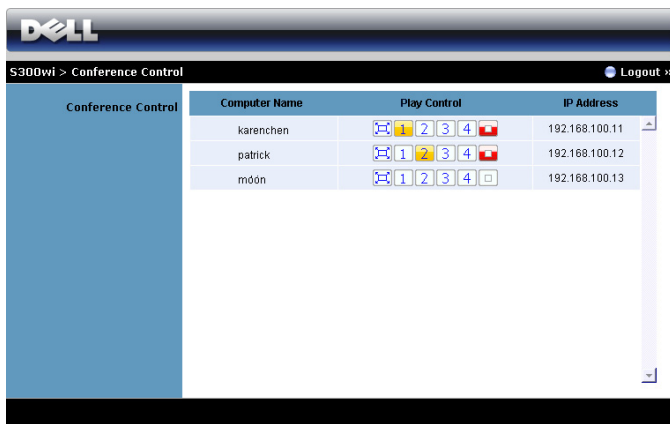 DELL
S300wi > Conference Control
Logout »
Conference Control
Computer Name Play Control IP Address
karenchen 1 2 3 4 192.168.100.11
patrick 1 2 3 4 192.168.100.12
móón 1 2 3 4 192.168.100.13